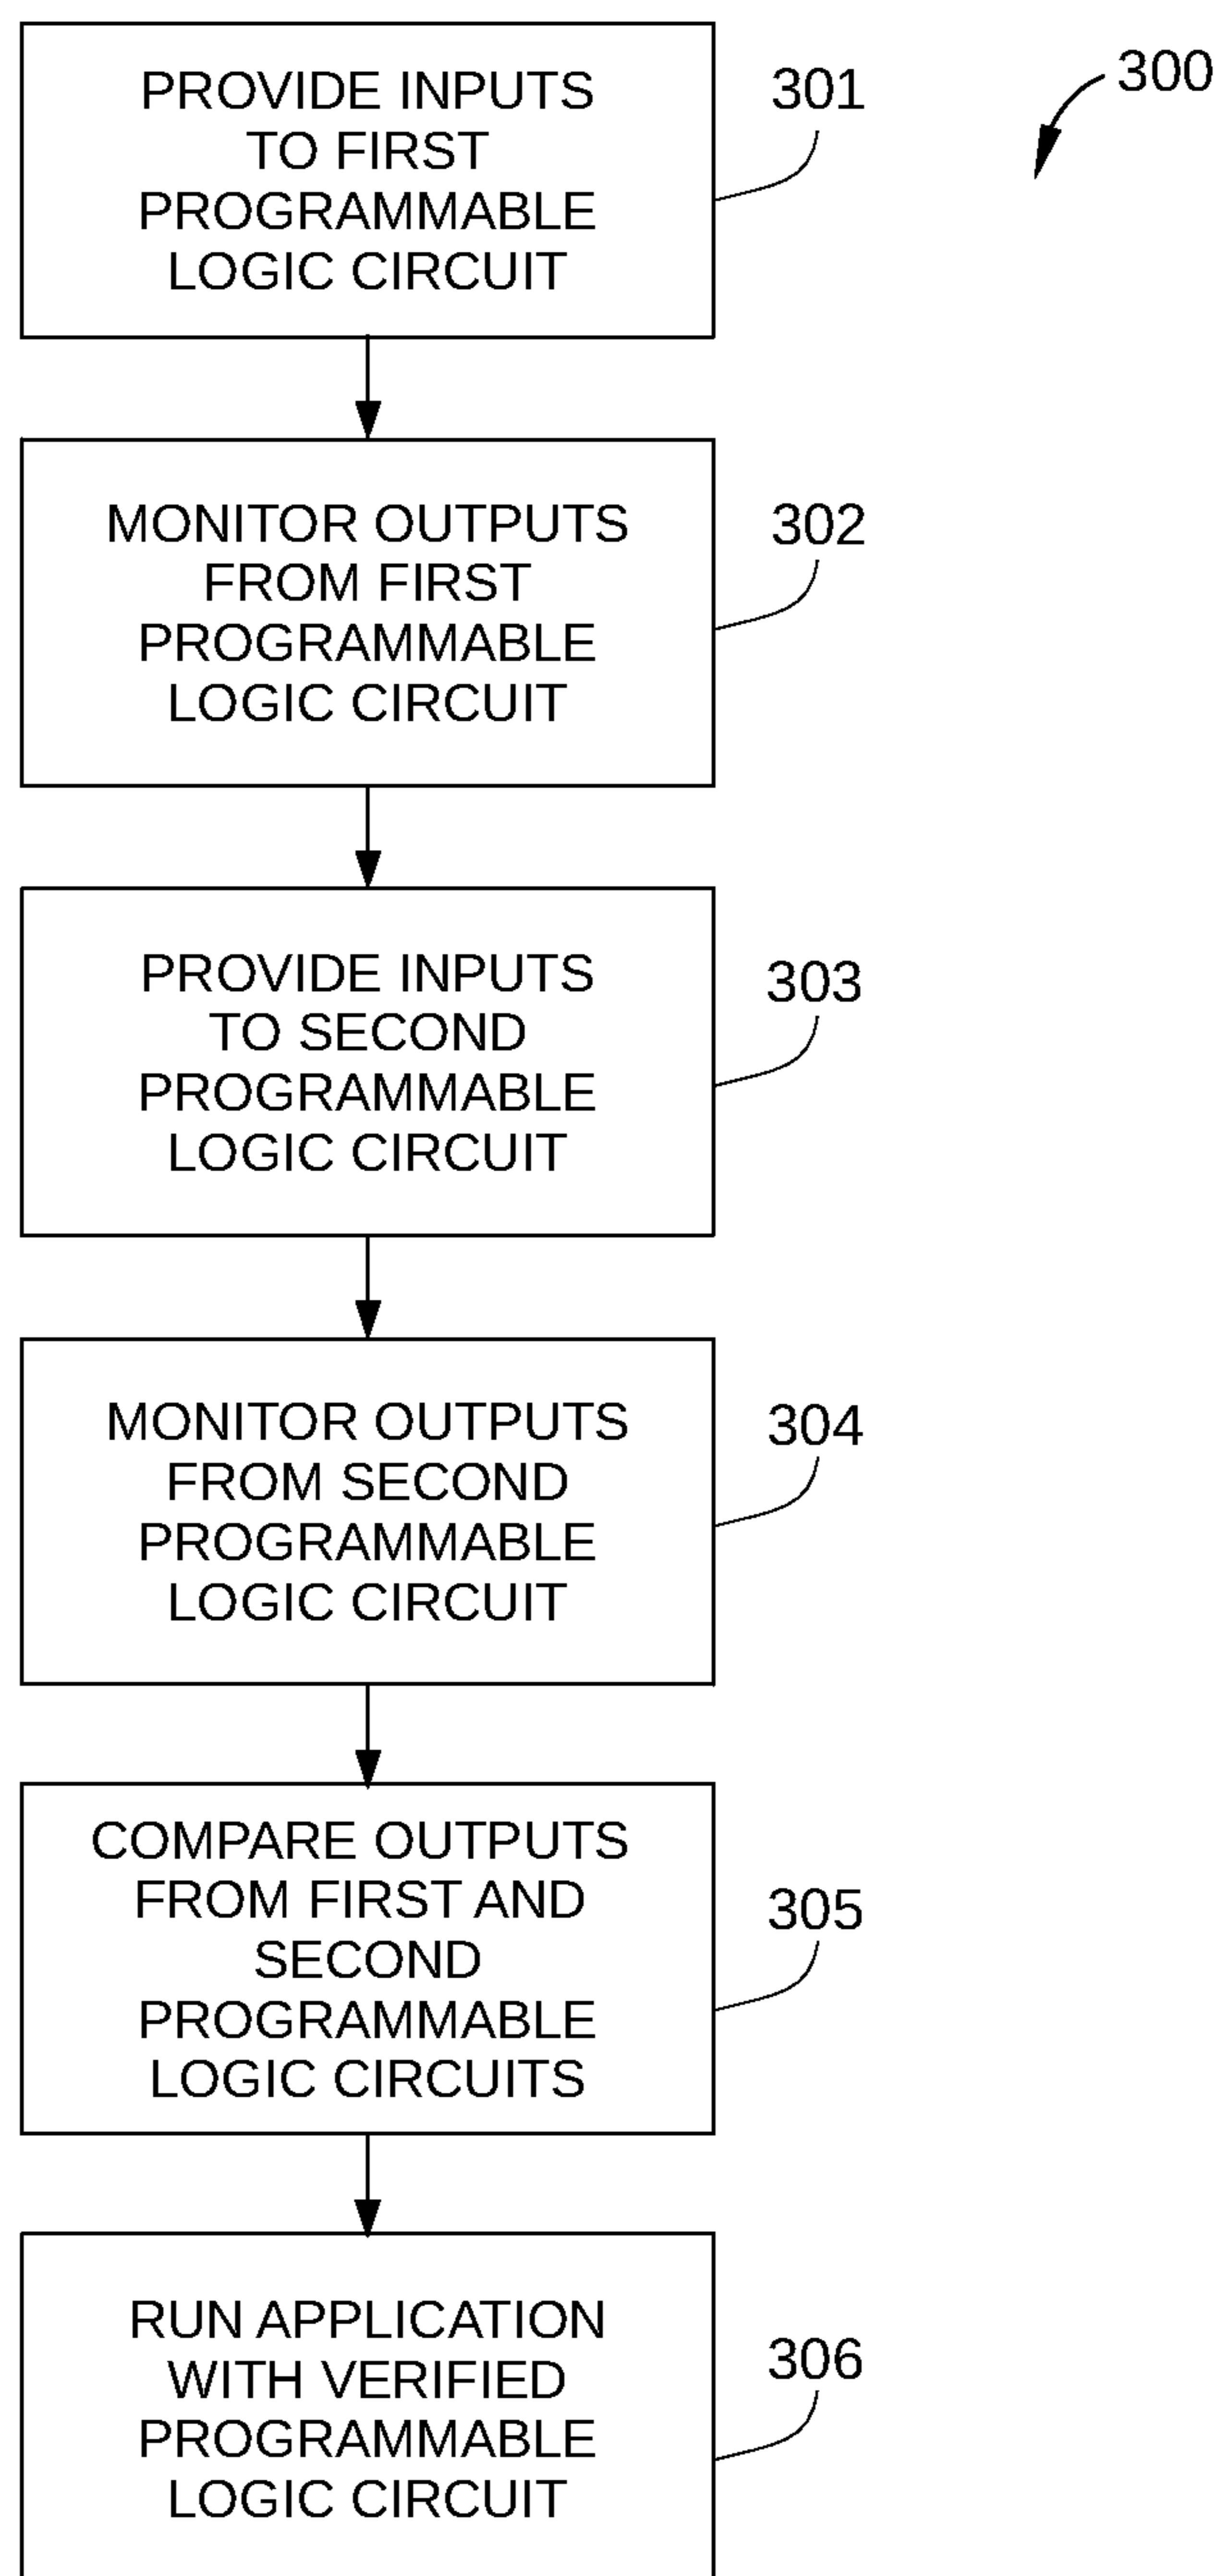 PROVIDE INPUTS
TO FIRST
PROGRAMMABLE
LOGIC CIRCUIT
301
300
MONITOR OUTPUTS
FROM FIRST
PROGRAMMABLE
LOGIC CIRCUIT
302
PROVIDE INPUTS
TO SECOND
PROGRAMMABLE
LOGIC CIRCUIT
303
MONITOR OUTPUTS
FROM SECOND
PROGRAMMABLE
LOGIC CIRCUIT
304
COMPARE OUTPUTS
FROM FIRST AND
SECOND
PROGRAMMABLE
LOGIC CIRCUITS
305
RUN APPLICATION
WITH VERIFIED
PROGRAMMABLE
LOGIC CIRCUIT
306